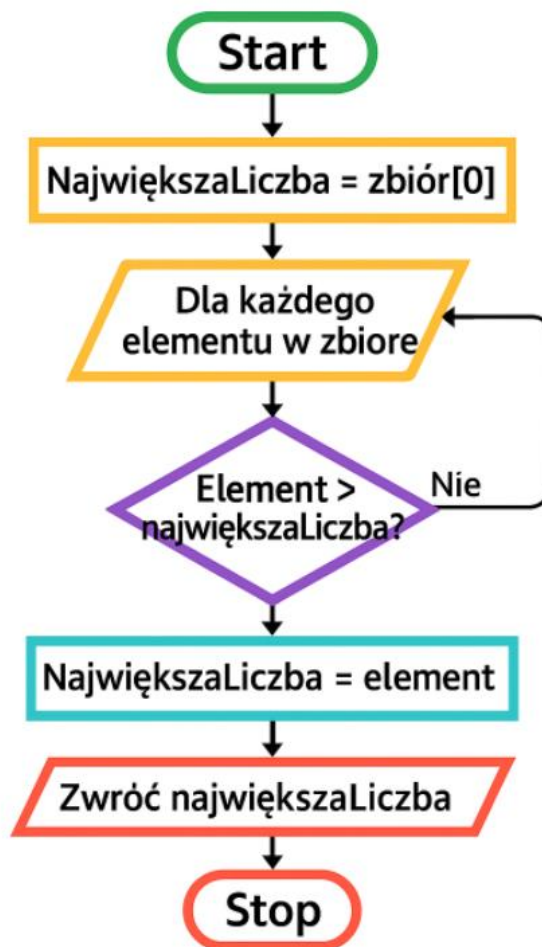 Start
NajwiększaLiczba = zbiór[0]
Dla każdego
elementu w zbiore
Element >
największaLiczba?
Nie
NajwiększaLiczba = element
Zwróć największaLiczba
Stop